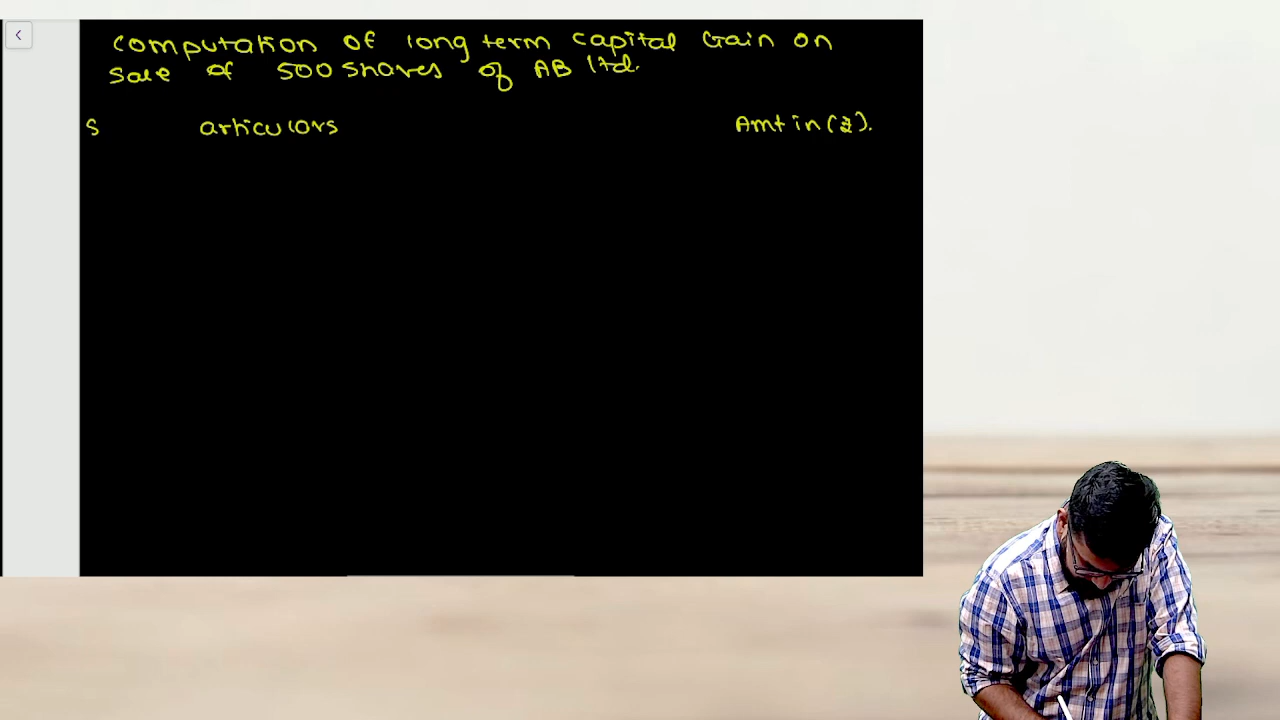 Computation of long term capital Gain on
Sale of 500 Shares of AB ltd.
S articulars Amt in (₹).